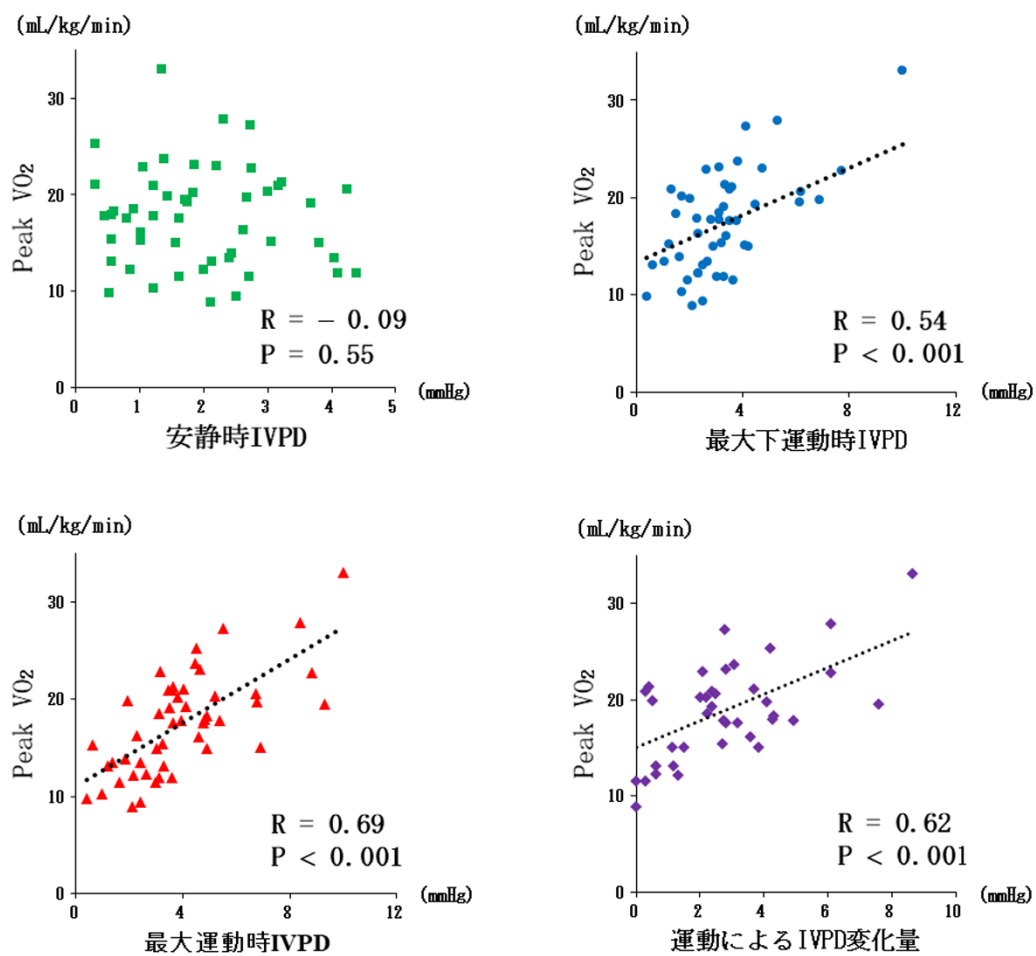 (mL/kg/min)
30
20
10
0
Peak VO2
R = − 0.09
P = 0.55
0 1 2 3 4 5
(mmHg)
安静時IVPD
(mL/kg/min)
30
20
10
0
Peak VO2
R = 0.54
P < 0.001
0 4 8 12
(mmHg)
最大下運動時IVPD
(mL/kg/min)
30
20
10
0
Peak VO2
R = 0.69
P < 0.001
0 4 8 12
(mmHg)
最大運動時IVPD
(mL/kg/min)
30
20
10
0
Peak VO2
R = 0.62
P < 0.001
0 2 4 6 8 10
(mmHg)
運動によるIVPD変化量